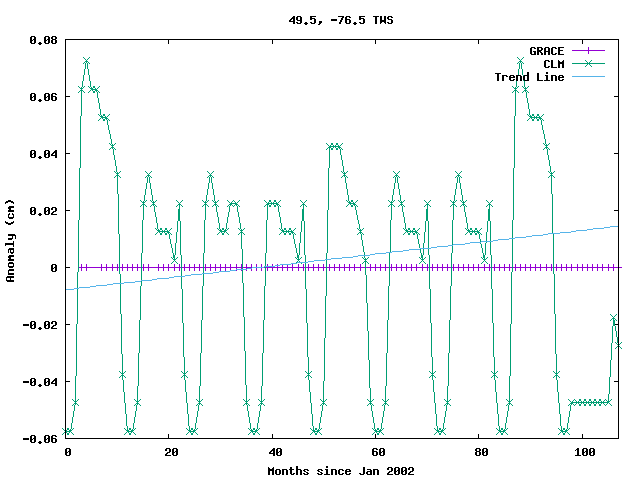 49.5, -76.5 TWS
GRACE
CLM
Trend Line
0.08
0.06
0.04
0.02
0
-0.02
-0.04
-0.06
Anomaly (cm)
0 20 40 60 80 100
Months since Jan 2002